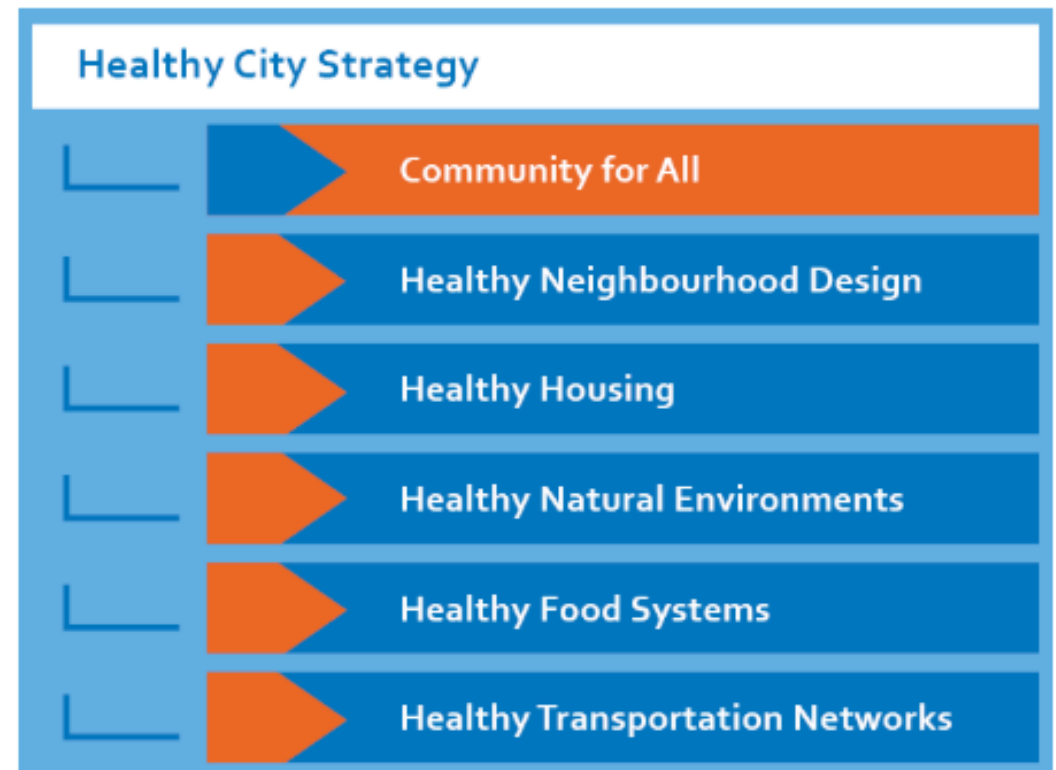 Healthy City Strategy
Community for All
Healthy Neighbourhood Design
Healthy Housing
Healthy Natural Environments
Healthy Food Systems
Healthy Transportation Networks